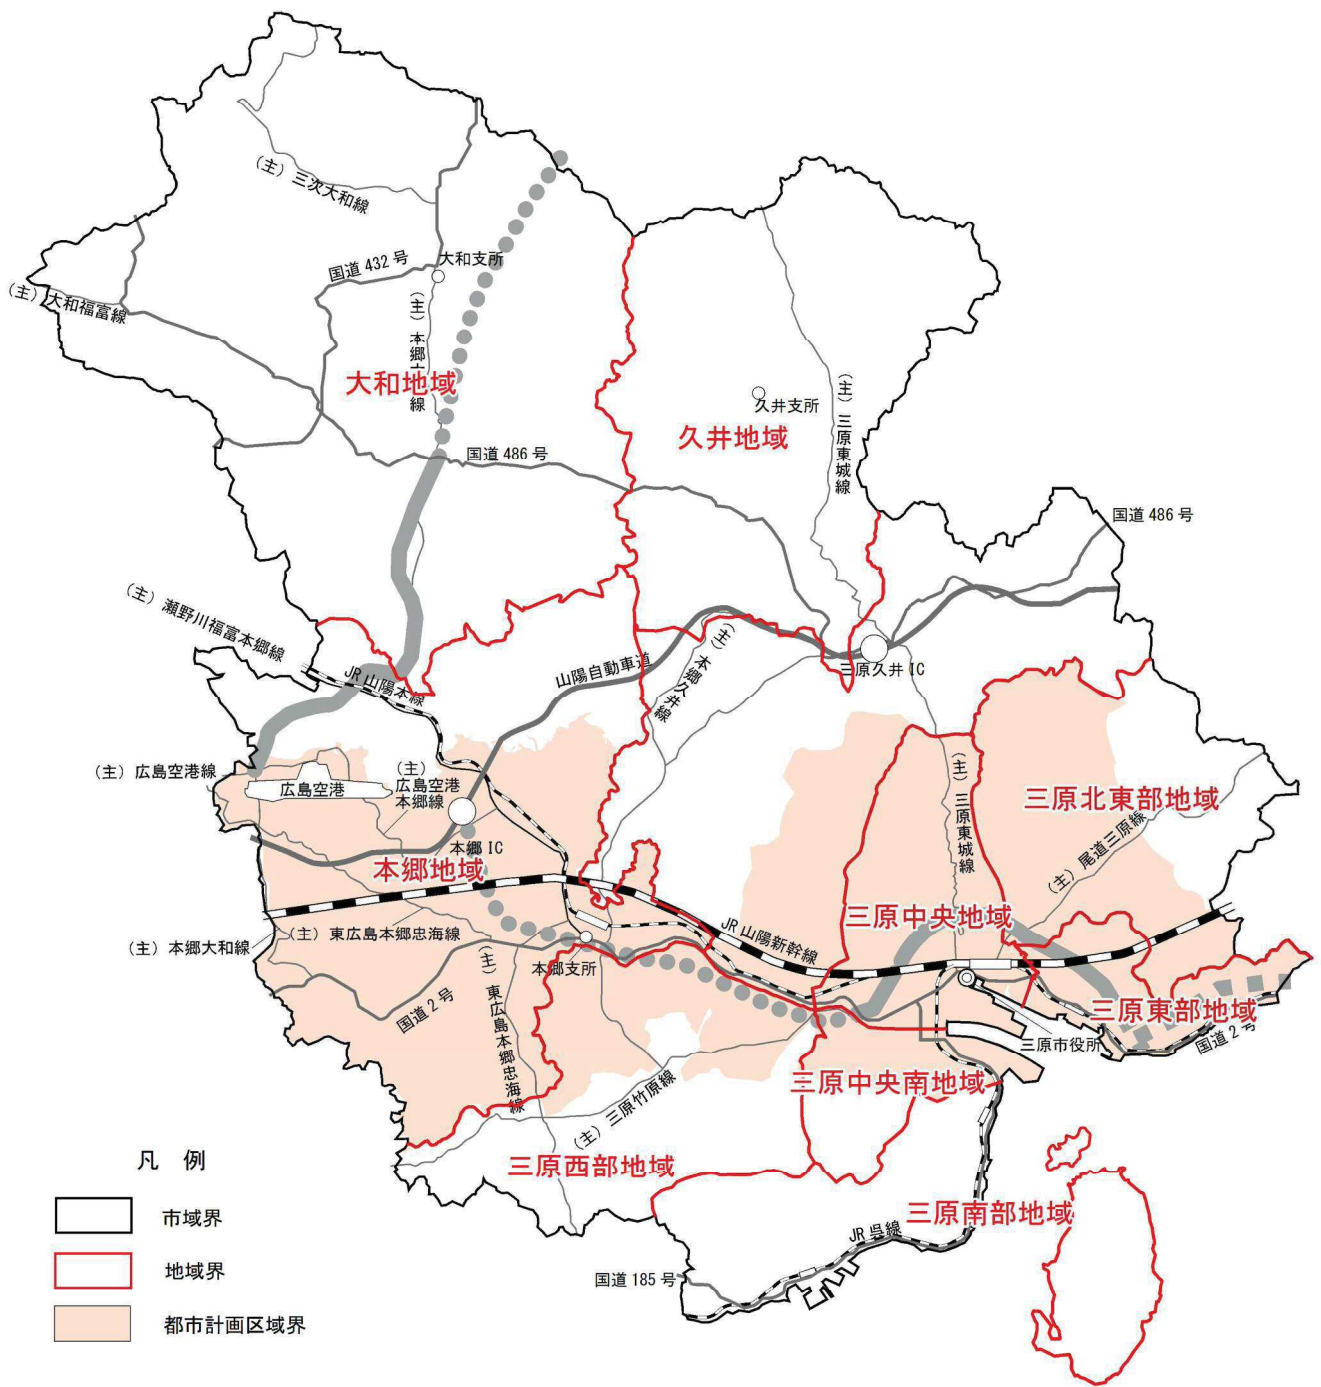 (主)三次大和線
国道432号
大和支所
(主)大和福富線
(主)本郷大和線
大和地域
久井支所
久井地域
(主)三原東城線
国道486号
国道486号
(主)瀬野川福富本郷線
JR山陽本線
山陽自動車道
(主)本郷久井線
三原久井IC
(主)広島空港線
広島空港
(主)
広島空港
本郷線
本郷IC
本郷地域
(主)三原東城線
三原北東部地域
(主)尾道三原線
三原中央地域
JR山陽新幹線
(主)東広島本郷忠海線
(主)本郷大和線
本郷支所
国道2号
(主)東広島本郷忠海線
三原東部地域
国道2号
三原市役所
三原中央南地域
(主)三原竹原線
三原西部地域
三原南部地域
JR呉線
国道185号
凡 例
市域界
地域界
都市計画区域界